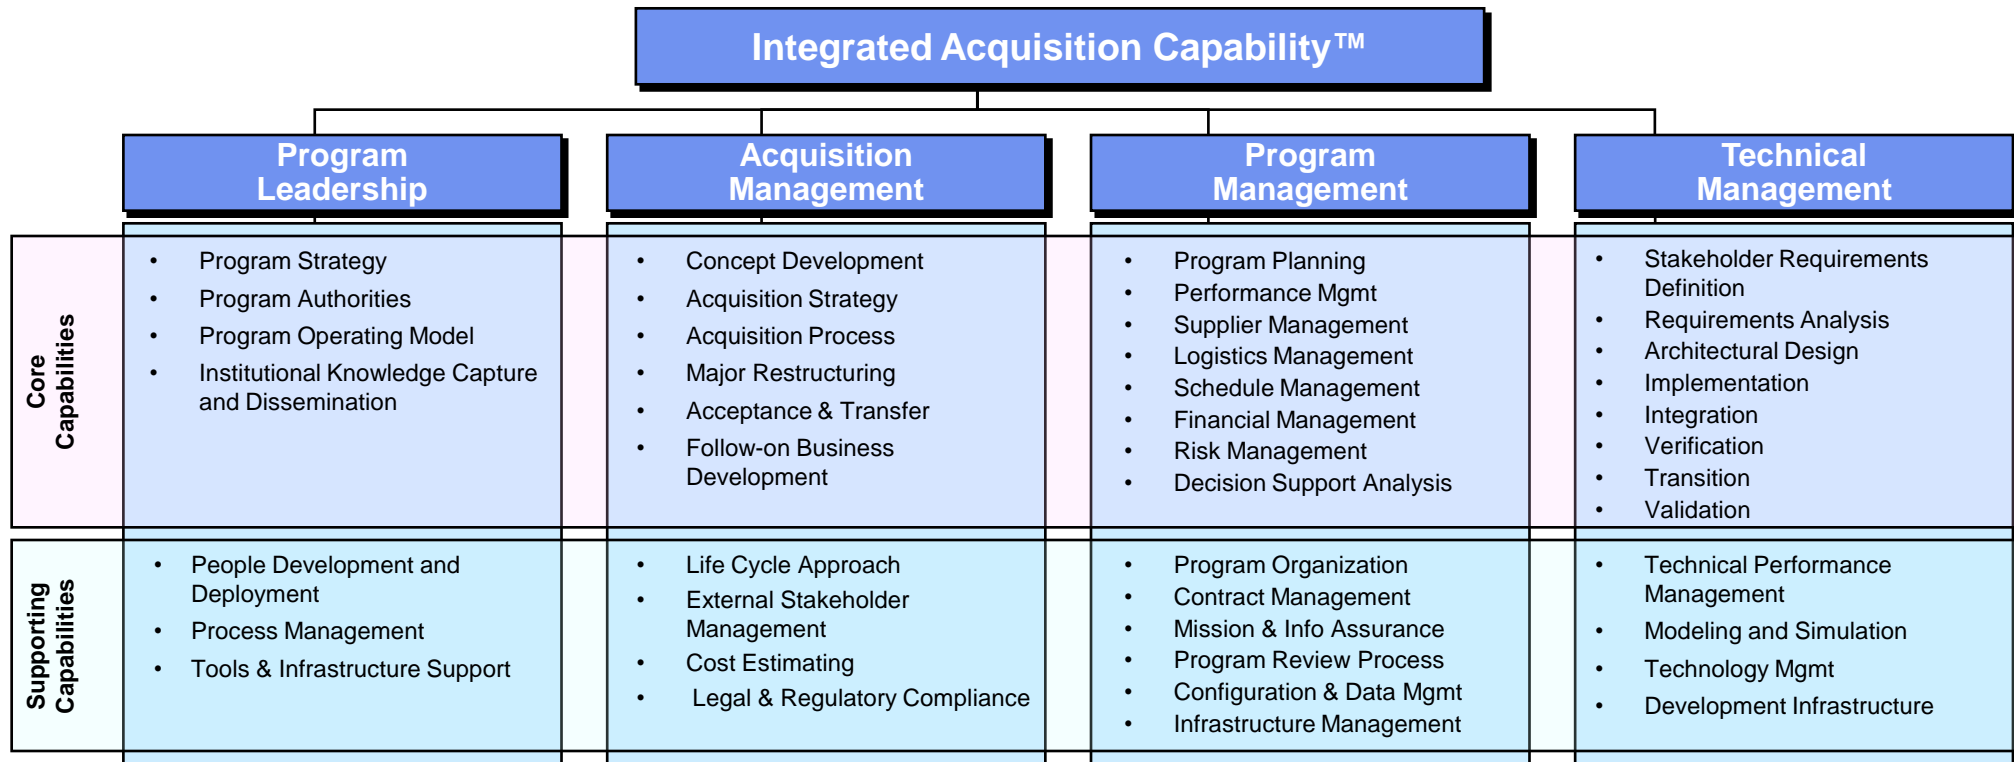 Integrated Acquisition Capability™
Program
Leadership
Acquisition
Management
Program
Management
Technical
Management
Core
Capabilities
• Program Strategy
• Program Authorities
• Program Operating Model
• Institutional Knowledge Capture
and Dissemination
• Concept Development
• Acquisition Strategy
• Acquisition Process
• Major Restructuring
• Acceptance & Transfer
• Follow-on Business
Development
• Program Planning
• Performance Mgmt
• Supplier Management
• Logistics Management
• Schedule Management
• Financial Management
• Risk Management
• Decision Support Analysis
• Stakeholder Requirements
Definition
• Requirements Analysis
• Architectural Design
• Implementation
• Integration
• Verification
• Transition
• Validation
Supporting
Capabilities
• People Development and
Deployment
• Process Management
• Tools & Infrastructure Support
• Life Cycle Approach
• External Stakeholder
Management
• Cost Estimating
• Legal & Regulatory Compliance
• Program Organization
• Contract Management
• Mission & Info Assurance
• Program Review Process
• Configuration & Data Mgmt
• Infrastructure Management
• Technical Performance
Management
• Modeling and Simulation
• Technology Mgmt
• Development Infrastructure